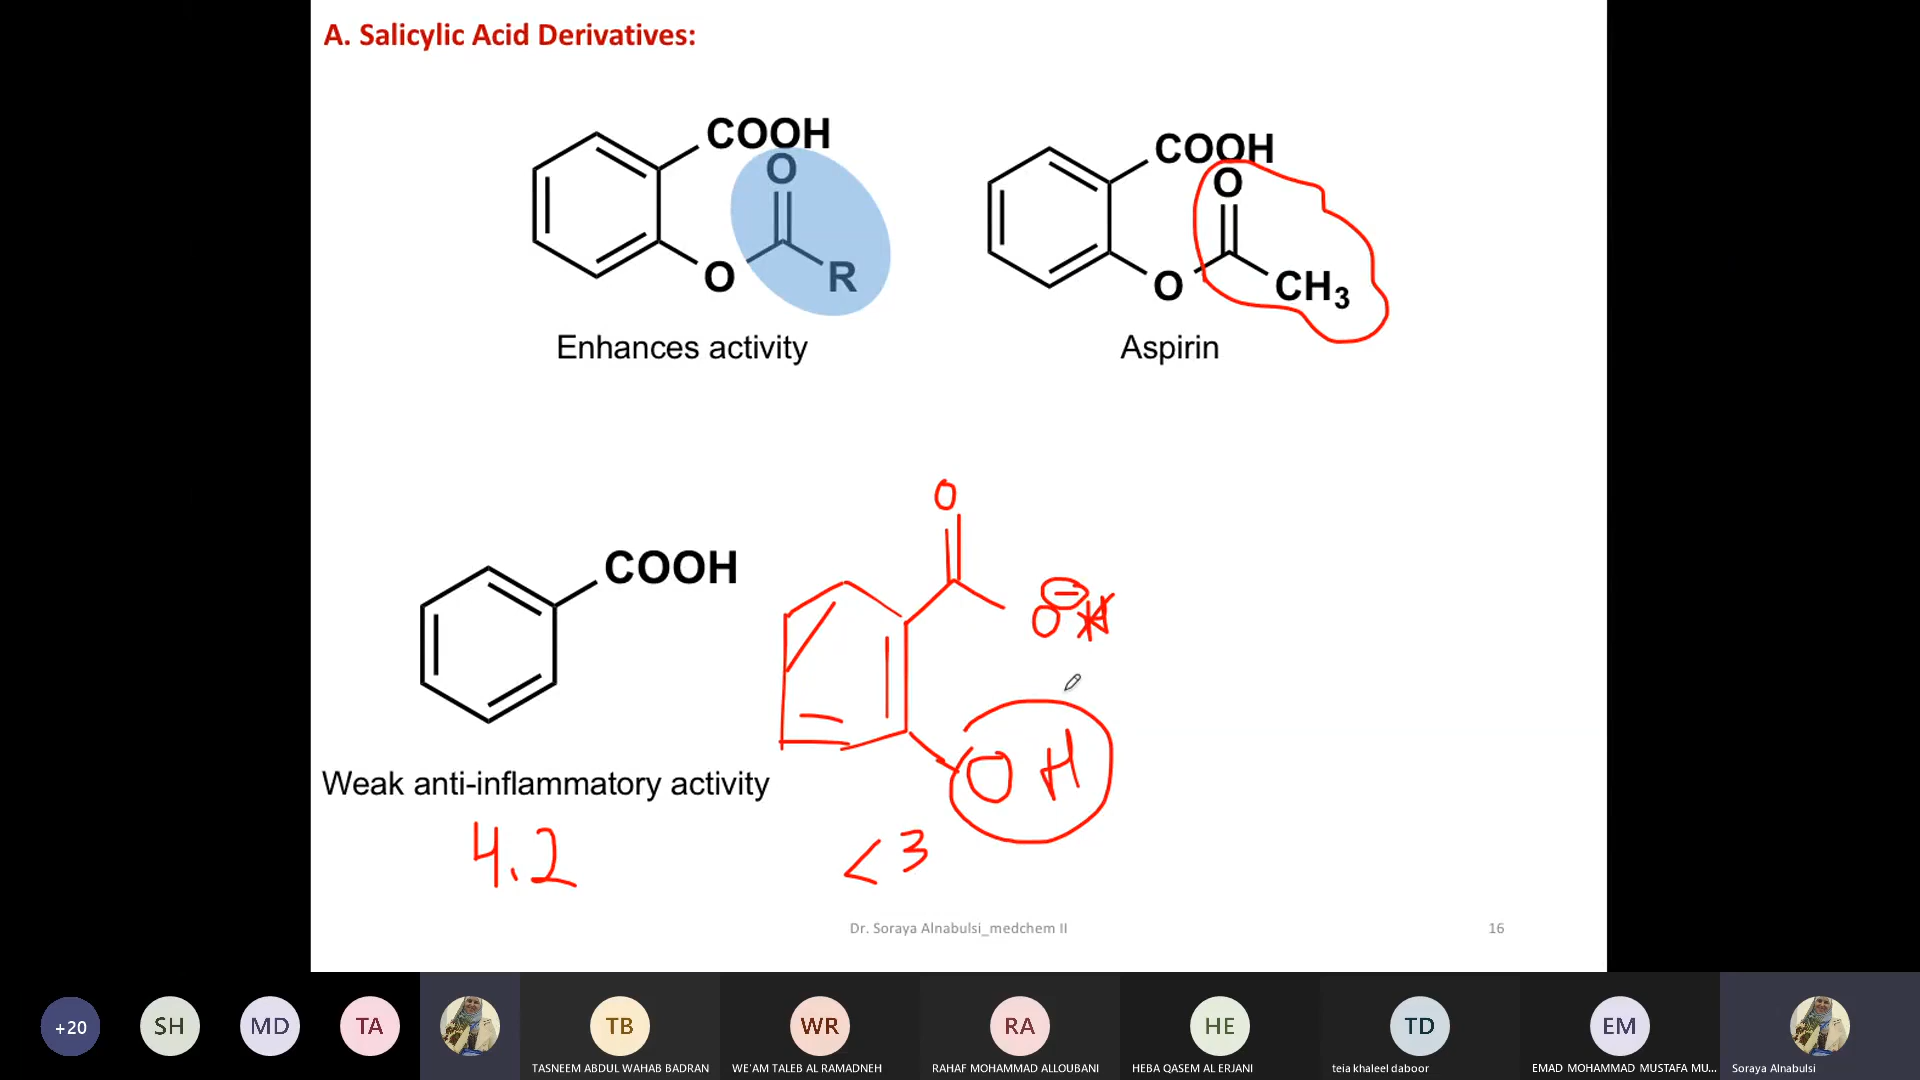 A. Salicylic Acid Derivatives:
COOH
O
O
R
Enhances activity
COOH
O
O
CH3
Aspirin
COOH
Weak anti-inflammatory activity
4.2
O
O⊖
OH
<3
Dr. Soraya Alnabulsi_medchem II
16
+20
SH
MD
TA
TB
TASNEEM ABDUL WAHAB BADRAN
WR
WE'AM TALEB AL RAMADNEH
RA
RAHAF MOHAMMAD ALLOUBANI
HE
HEBA QASEM AL ERJANI
TD
teia khaleel daboor
EM
EMAD MOHAMMAD MUSTAFA MU...
Soraya Alnabulsi